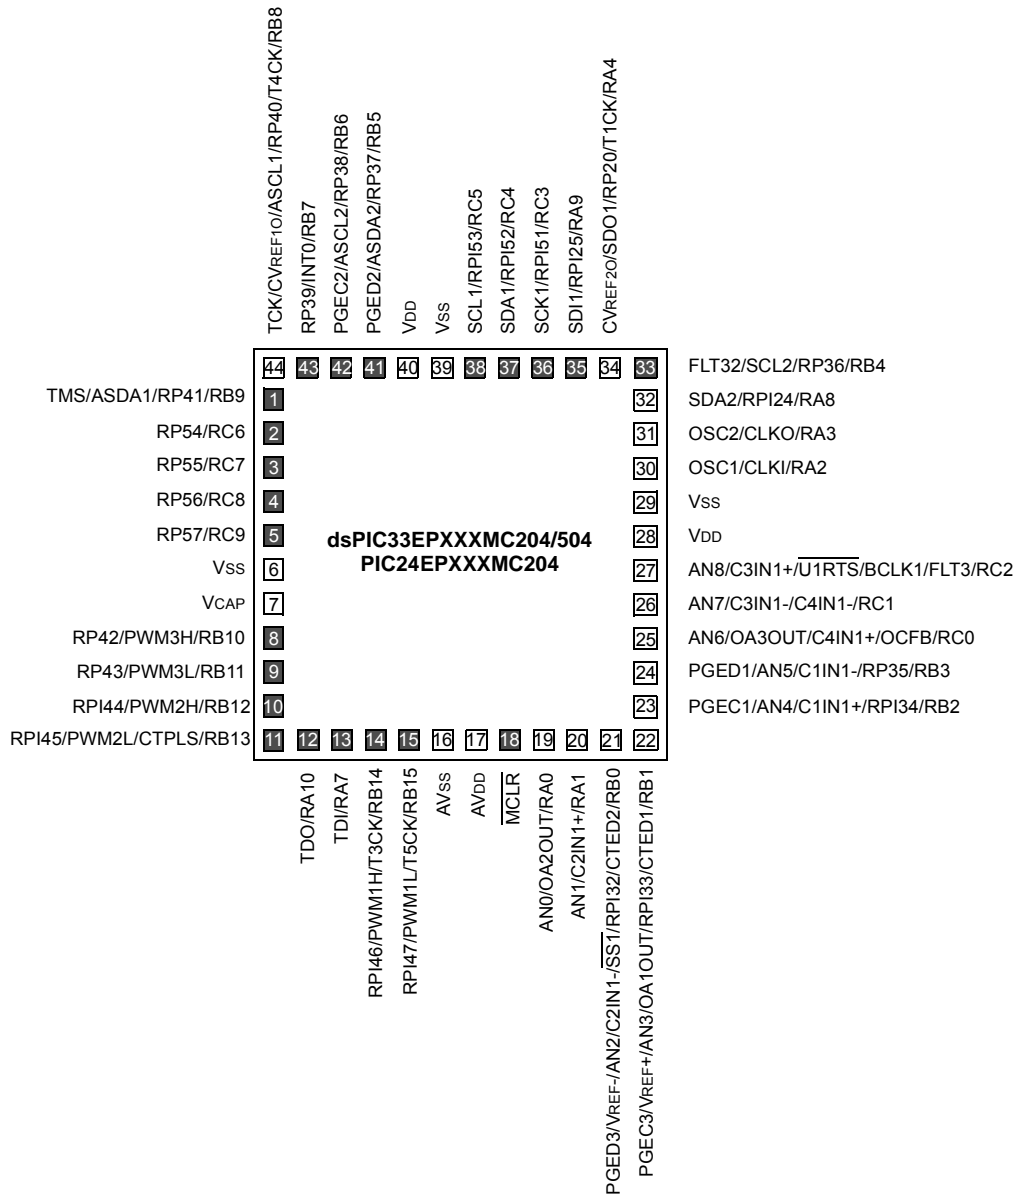 TCK/CVREF1O/ASCL1/RP40/T4CK/RB8
RP39/INT0/RB7
PGEC2/ASCL2/RP38/RB6
PGED2/ASDA2/RP37/RB5
VDD
VSS
SCL1/RPI53/RC5
SDA1/RPI52/RC4
SCK1/RPI51/RC3
SDI1/RPI25/RA9
CVREF2O/SDO1/RP20/T1CK/RA4
44 43 42 41 40 39 38 37 36 35 34 33 FLT32/SCL2/RP36/RB4
TMS/ASDA1/RP41/RB9 1 32 SDA2/RPI24/RA8
RP54/RC6 2 31 OSC2/CLKO/RA3
RP55/RC7 3 30 OSC1/CLKI/RA2
RP56/RC8 4 29 VSS
RP57/RC9 5 dsPIC33EPXXXMC204/504 28 VDD
PIC24EPXXXMC204
VSS 6 27 AN8/C3IN1+/U1RTS/BCLK1/FLT3/RC2
VCAP 7 26 AN7/C3IN1-/C4IN1-/RC1
RP42/PWM3H/RB10 8 25 AN6/OA3OUT/C4IN1+/OCFB/RC0
RP43/PWM3L/RB11 9 24 PGED1/AN5/C1IN1-/RP35/RB3
RPI44/PWM2H/RB12 10 23 PGEC1/AN4/C1IN1+/RPI34/RB2
RPI45/PWM2L/CTPLS/RB13 11 12 13 14 15 16 17 18 19 20 21 22
TDO/RA10
TDI/RA7
RPI46/PWM1H/T3CK/RB14
RPI47/PWM1L/T5CK/RB15
AVSS
AVDD
MCLR
AN0/OA2OUT/RA0
AN1/C2IN1+/RA1
PGED3/VREF-/AN2/C2IN1-/SS1/RPI32/CTED2/RB0
PGEC3/VREF+/AN3/OA1OUT/RPI33/CTED1/RB1